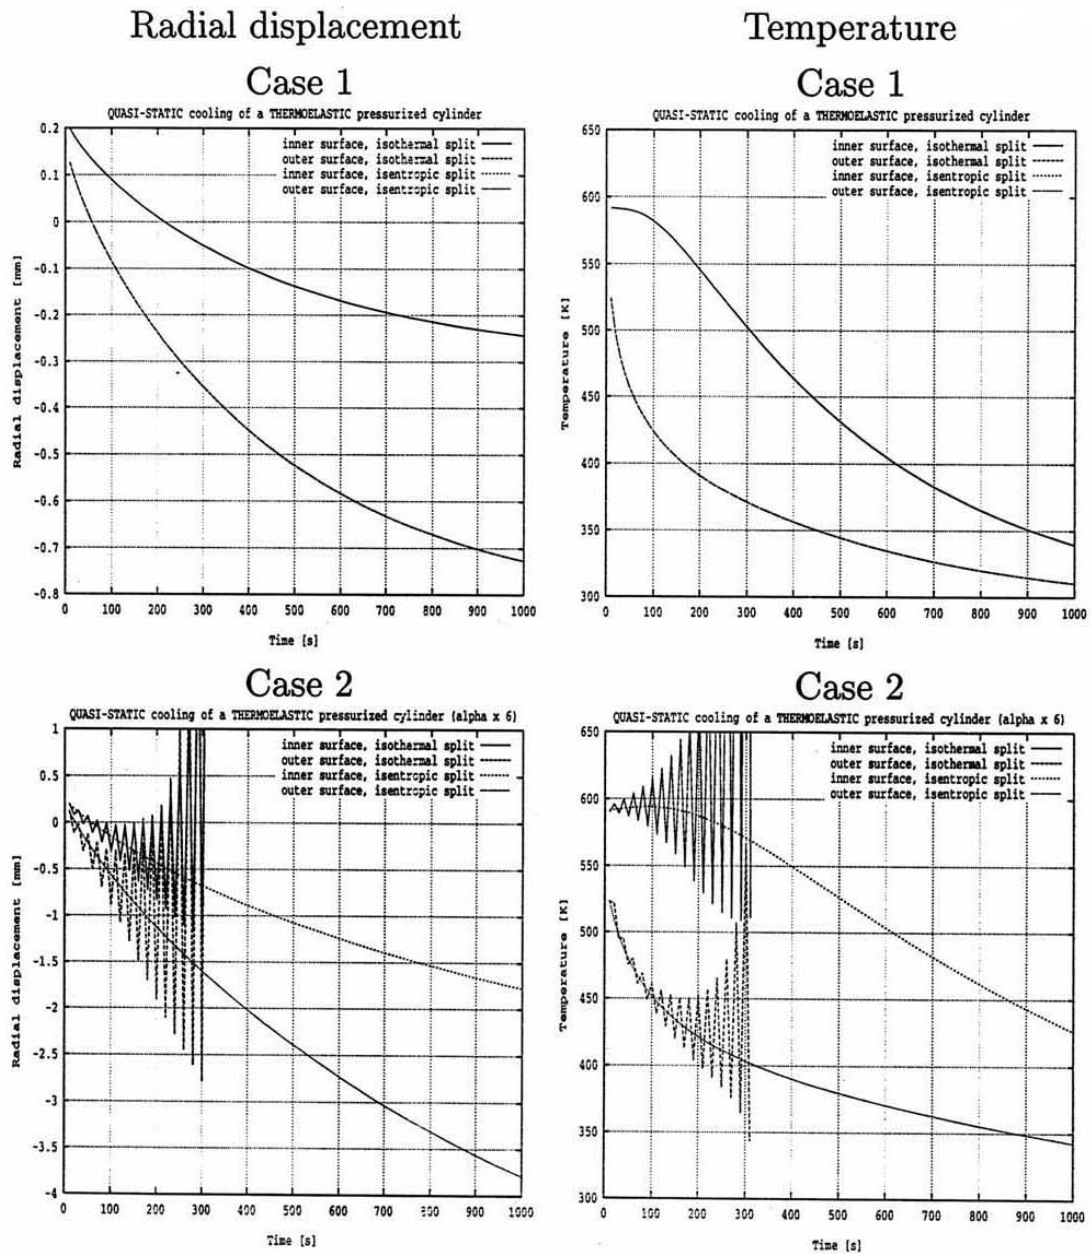 Radial displacement
Case 1
QUASI-STATIC cooling of a THERMOELASTIC pressurized cylinder
inner surface, isothermal split
outer surface, isothermal split
inner surface, isentropic split
outer surface, isentropic split
0.2
0.1
0
-0.1
-0.2
-0.3
-0.4
-0.5
-0.6
-0.7
-0.8
Radial displacement [mm]
0 100 200 300 400 500 600 700 800 900 1000
Time [s]
Temperature
Case 1
QUASI-STATIC cooling of a THERMOELASTIC pressurized cylinder
inner surface, isothermal split
outer surface, isothermal split
inner surface, isentropic split
outer surface, isentropic split
650
600
550
500
450
400
350
300
Temperature [K]
0 100 200 300 400 500 600 700 800 900 1000
Time [s]
Case 2
QUASI-STATIC cooling of a THERMOELASTIC pressurized cylinder (alpha x 6)
inner surface, isothermal split
outer surface, isothermal split
inner surface, isentropic split
outer surface, isentropic split
1
0.5
0
-0.5
-1
-1.5
-2
-2.5
-3
-3.5
-4
Radial displacement [mm]
0 100 200 300 400 500 600 700 800 900 1000
Time [s]
Case 2
QUASI-STATIC cooling of a THERMOELASTIC pressurized cylinder (alpha x 6)
inner surface, isothermal split
outer surface, isothermal split
inner surface, isentropic split
outer surface, isentropic split
650
600
550
500
450
400
350
300
Temperature [K]
0 100 200 300 400 500 600 700 800 900 1000
Time [s]